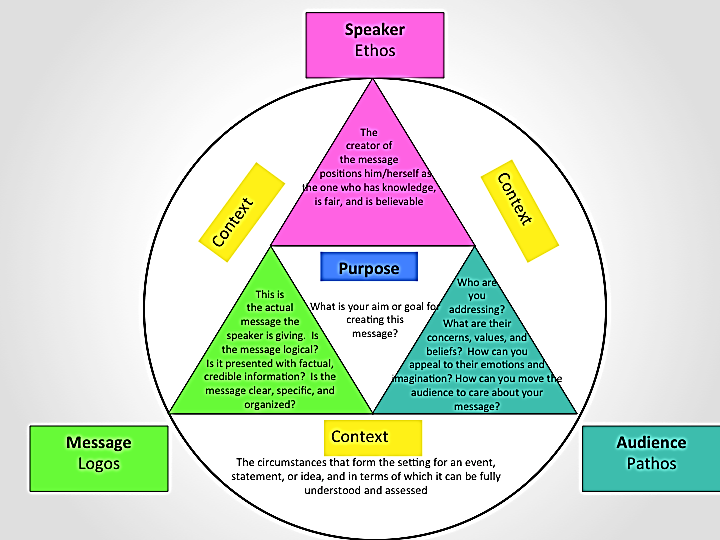 Speaker
Ethos
The
creator of
the message
positions him/herself as
the one who has knowledge,
is fair, and is believable
Context
Context
Purpose
What is your aim or goal for
creating this
message?
This is
the actual
message the
speaker is giving. Is
the message logical?
Is it presented with factual,
credible information? Is the
message clear, specific, and
organized?
Who are
you
addressing?
What are their
concerns, values, and
beliefs? How can you
appeal to their emotions and
imagination? How can you move the
audience to care about your
message?
Message
Logos
Context
The circumstances that form the setting for an event,
statement, or idea, and in terms of which it can be fully
understood and assessed
Audience
Pathos